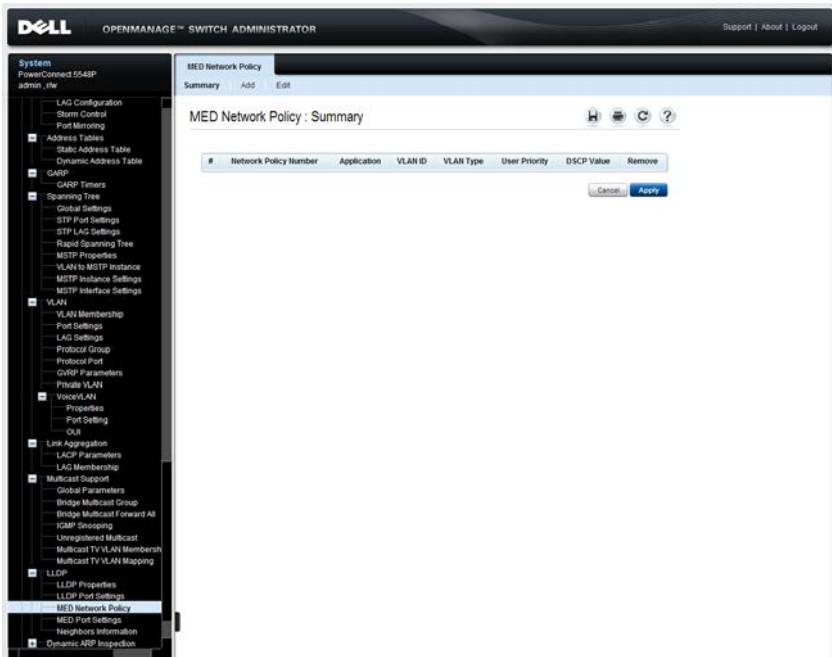 DELL OPENMANAGE™ SWITCH ADMINISTRATOR Support | About | Logout
System
PowerConnect 5548P
admin , r/w
MED Network Policy
Summary Add Edit
MED Network Policy : Summary
# Network Policy Number Application VLAN ID VLAN Type User Priority DSCP Value Remove
Cancel Apply
LAG Configuration
Storm Control
Port Mirroring
Address Tables
Static Address Table
Dynamic Address Table
GARP
GARP Timers
Spanning Tree
Global Settings
STP Port Settings
STP LAG Settings
Rapid Spanning Tree
MSTP Properties
VLAN to MSTP Instance
MSTP Instance Settings
MSTP Interface Settings
VLAN
VLAN Membership
Port Settings
LAG Settings
Protocol Group
Protocol Port
GVRP Parameters
Private VLAN
VoiceVLAN
Properties
Port Setting
OUI
Link Aggregation
LACP Parameters
LAG Membership
Multicast Support
Global Parameters
Bridge Multicast Group
Bridge Multicast Forward All
IGMP Snooping
Unregistered Multicast
Multicast TV VLAN Membersh
Multicast TV VLAN Mapping
LLDP
LLDP Properties
LLDP Port Settings
MED Network Policy
MED Port Settings
Neighbors Information
Dynamic ARP Inspection